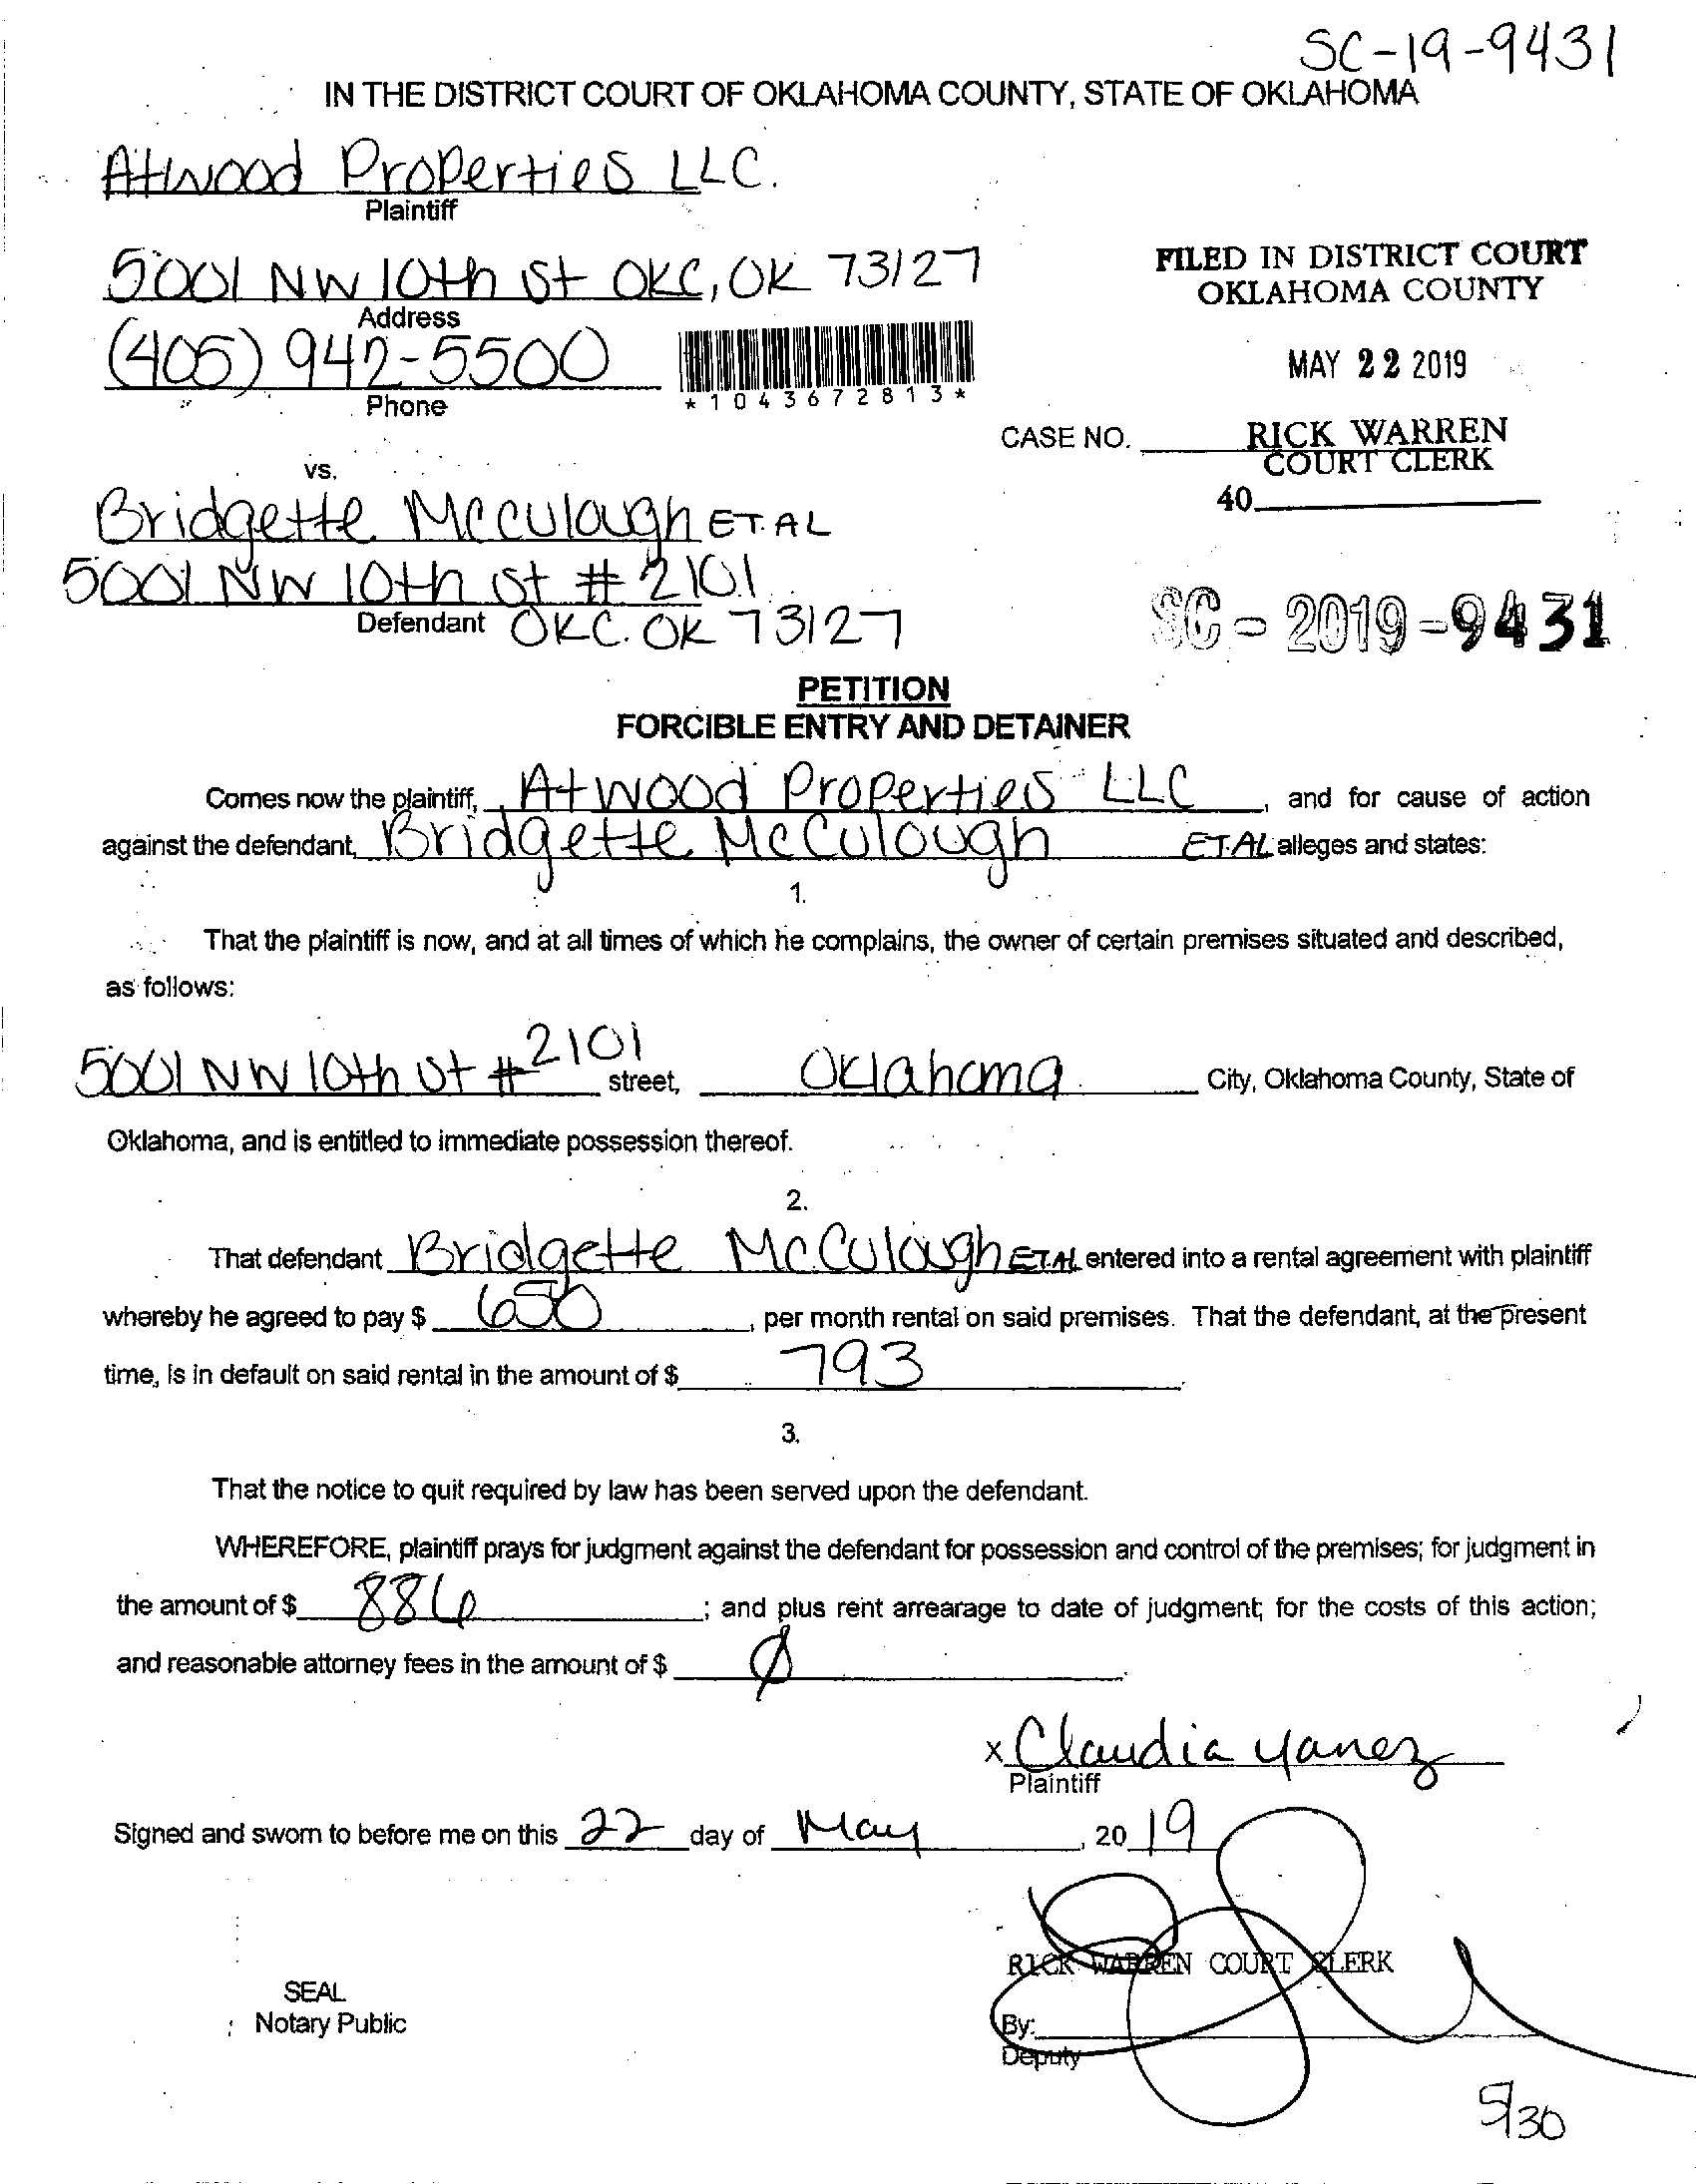 SC-19-9431
IN THE DISTRICT COURT OF OKLAHOMA COUNTY, STATE OF OKLAHOMA
Atwood Properties LLC.
Plaintiff
5001 NW 10th St OKC, OK 73127
Address
(405) 942-5500
Phone
*1043672813*
FILED IN DISTRICT COURT
OKLAHOMA COUNTY
MAY 22 2019
CASE NO.
RICK WARREN
COURT CLERK
40
vs.
Bridgette Mcculough ET. AL
5001 NW 10th St # 2101
Defendant OKC. OK 73127
SC - 2019 - 9431
PETITION
FORCIBLE ENTRY AND DETAINER
Comes now the plaintiff, Atwood Properties LLC, and for cause of action
against the defendant, Bridgette McCulough ET.AL alleges and states:
1.
That the plaintiff is now, and at all times of which he complains, the owner of certain premises situated and described,
as follows:
5001 NW 10th St # 2101 street, Oklahoma City, Oklahoma County, State of
Oklahoma, and is entitled to immediate possession thereof.
2.
That defendant Bridgette McCulough ET.AL entered into a rental agreement with plaintiff
whereby he agreed to pay $ 650, per month rental on said premises. That the defendant, at the present
time, is in default on said rental in the amount of $ 793
3.
That the notice to quit required by law has been served upon the defendant.
WHEREFORE, plaintiff prays for judgment against the defendant for possession and control of the premises; for judgment in
the amount of $ 886; and plus rent arrearage to date of judgment; for the costs of this action;
and reasonable attorney fees in the amount of $ Ø
x Claudia Yanez
Plaintiff
Signed and sworn to before me on this 22 day of May, 2019
RICK WARREN COURT CLERK
SEAL
Notary Public
By:
Deputy
5/30